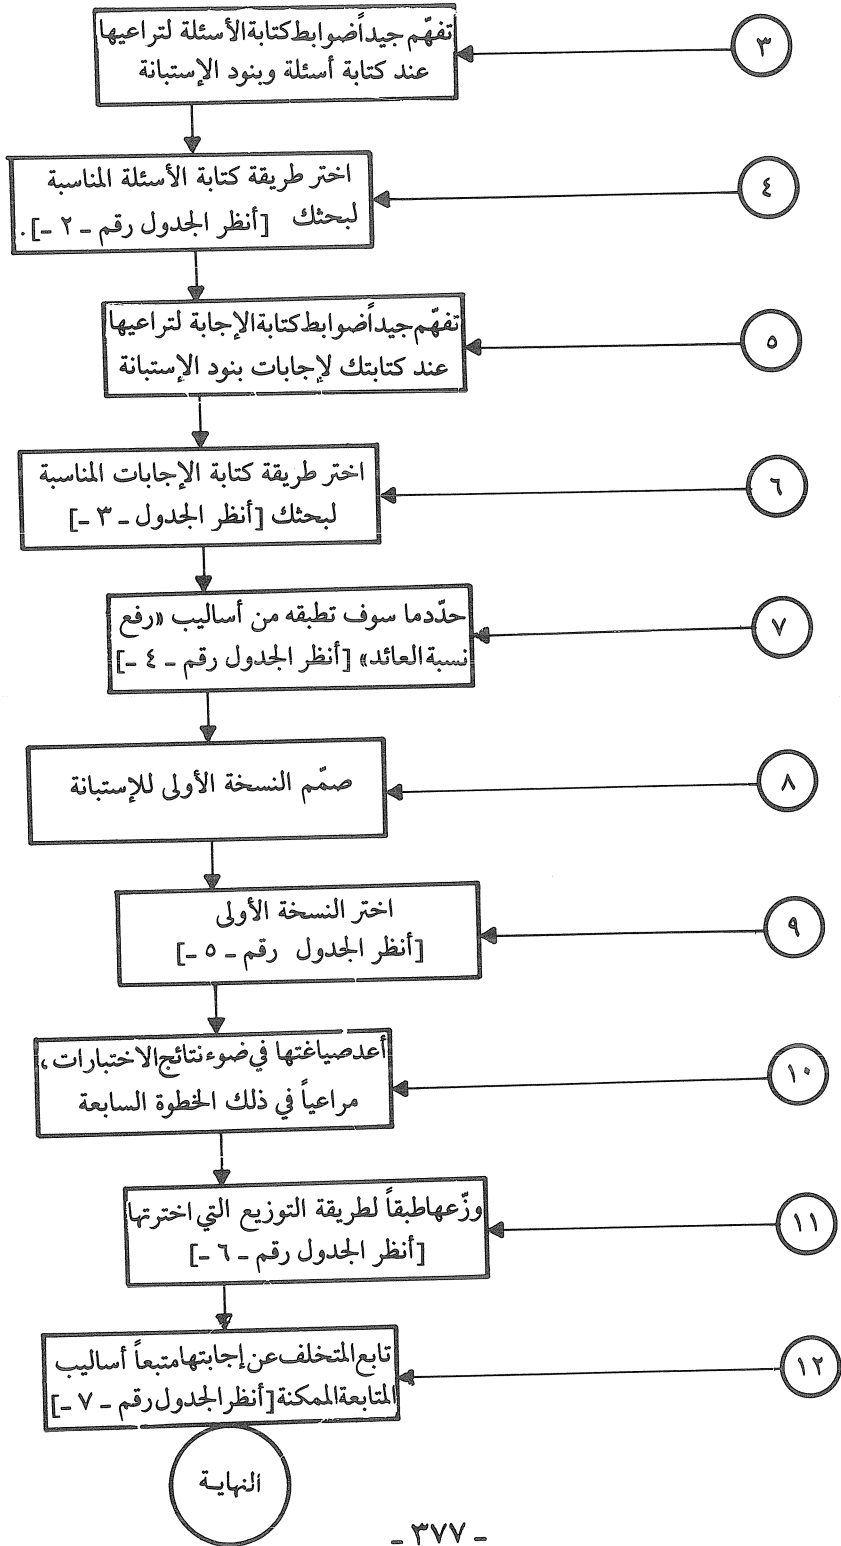 ٣
تفهّم جيداً ضوابط كتابة الأسئلة لتراعيها
عند كتابة أسئلة وبنود الإستبانة
٤
اختر طريقة كتابة الأسئلة المناسبة
لبحثك [أنظر الجدول رقم ـ ٢ ـ].
٥
تفهّم جيداً ضوابط كتابة الإجابة لتراعيها
عند كتابتك لإجابات بنود الإستبانة
٦
اختر طريقة كتابة الإجابات المناسبة
لبحثك [أنظر الجدول ـ ٣ ـ]
٧
حدّد ما سوف تطبقه من أساليب «رفع
نسبة العائد» [أنظر الجدول رقم ـ ٤ ـ]
٨
صمّم النسخة الأولى للإستبانة
٩
اختر النسخة الأولى
[أنظر الجدول رقم ـ ٥ ـ]
١٠
أعد صياغتها في ضوء نتائج الاختبارات،
مراعياً في ذلك الخطوة السابعة
١١
وزّعها طبقاً لطريقة التوزيع التي اخترتها
[أنظر الجدول رقم ـ ٦ ـ]
١٢
تابع المتخلف عن إجابتها متبعاً أساليب
المتابعة الممكنة [أنظر الجدول رقم ـ ٧ ـ]
النهاية
ـ ٣٧٧ ـ